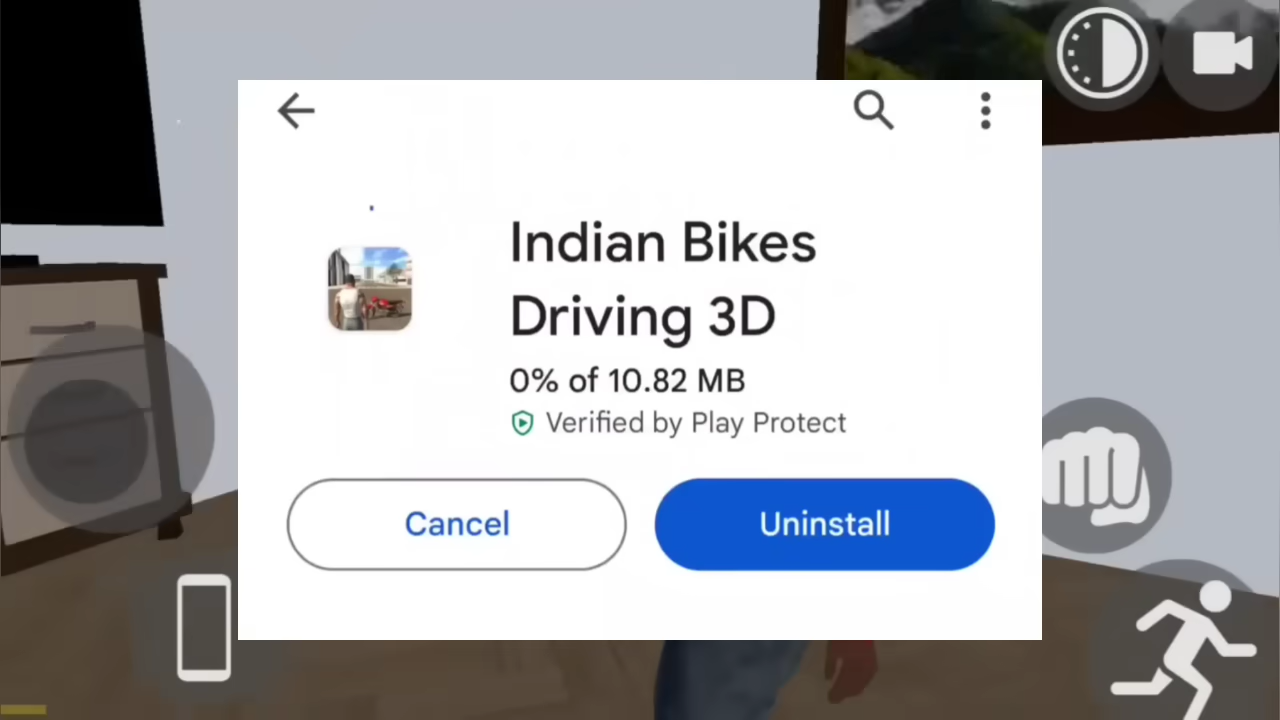 Indian Bikes
Driving 3D
0% of 10.82 MB
Verified by Play Protect
Cancel
Uninstall